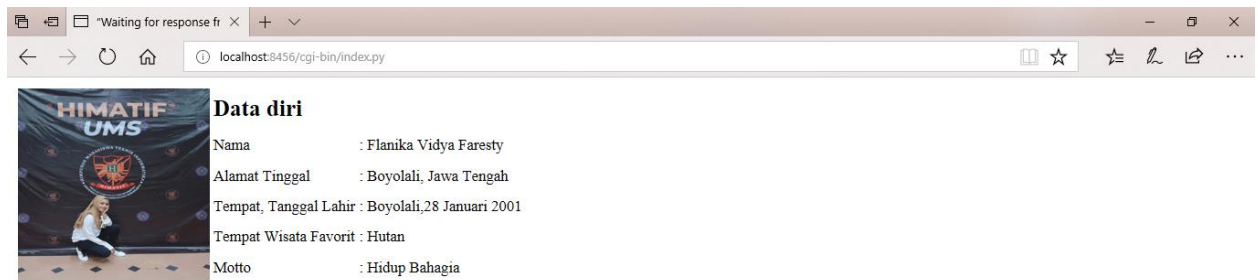 "Waiting for response fr
localhost:8456/cgi-bin/index.py
HIMATIF
UMS
Data diri
Nama : Flanika Vidya Faresty
Alamat Tinggal : Boyolali, Jawa Tengah
Tempat, Tanggal Lahir : Boyolali,28 Januari 2001
Tempat Wisata Favorit : Hutan
Motto : Hidup Bahagia